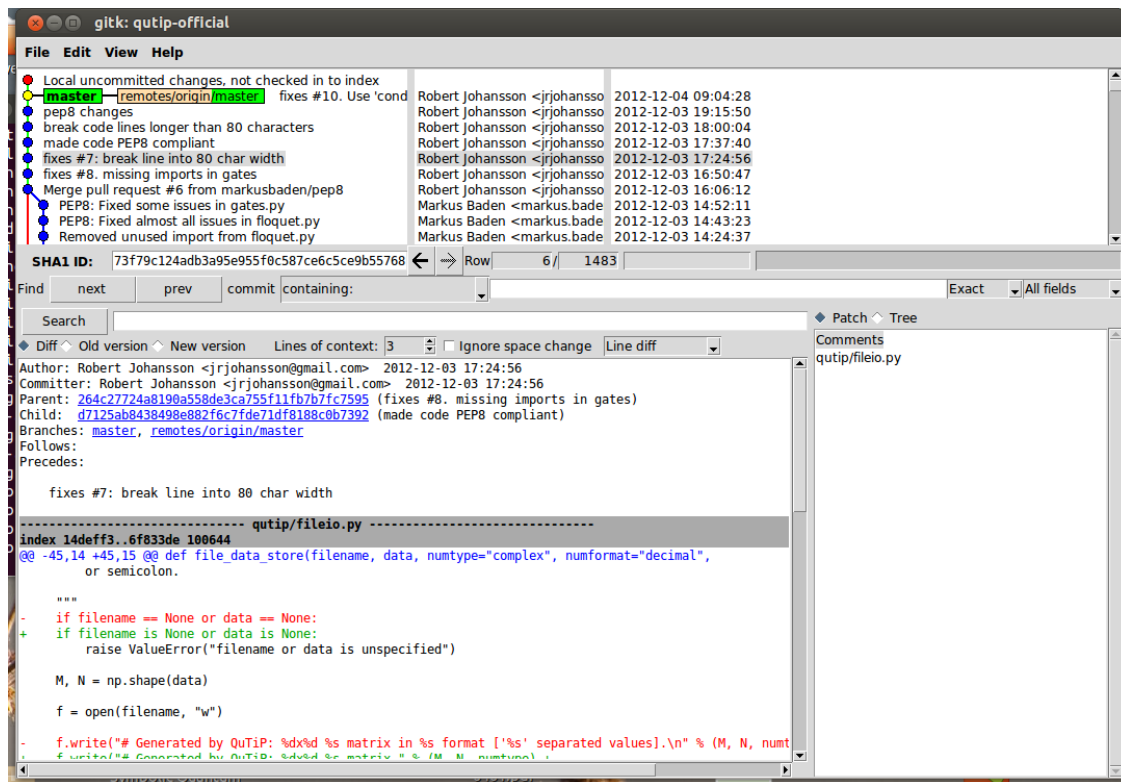 gitk: qutip-official
File Edit View Help
Local uncommitted changes, not checked in to index
master remotes/origin/master fixes #10. Use 'cond Robert Johansson <jrjohansso 2012-12-04 09:04:28
pep8 changes Robert Johansson <jrjohansso 2012-12-03 19:15:50
break code lines longer than 80 characters Robert Johansson <jrjohansso 2012-12-03 18:00:04
made code PEP8 compliant Robert Johansson <jrjohansso 2012-12-03 17:37:40
fixes #7: break line into 80 char width Robert Johansson <jrjohansso 2012-12-03 17:24:56
fixes #8. missing imports in gates Robert Johansson <jrjohansso 2012-12-03 16:50:47
Merge pull request #6 from markusbaden/pep8 Robert Johansson <jrjohansso 2012-12-03 16:06:12
PEP8: Fixed some issues in gates.py Markus Baden <markus.bade 2012-12-03 14:52:11
PEP8: Fixed almost all issues in floquet.py Markus Baden <markus.bade 2012-12-03 14:43:23
Removed unused import from floquet.py Markus Baden <markus.bade 2012-12-03 14:24:37
SHA1 ID: 73f79c124adb3a95e955f0c587ce6c5ce9b55768 Row 6/ 1483
Find next prev commit containing: Exact All fields
Search Patch Tree
Diff Old version New version Lines of context: 3 Ignore space change Line diff Comments
qutip/fileio.py
Author: Robert Johansson <jrjohansson@gmail.com> 2012-12-03 17:24:56
Committer: Robert Johansson <jrjohansson@gmail.com> 2012-12-03 17:24:56
Parent: 264c27724a8190a558de3ca755f11fb7b7fc7595 (fixes #8. missing imports in gates)
Child: d7125ab8438498e882f6c7fde71df8188c0b7392 (made code PEP8 compliant)
Branches: master, remotes/origin/master
Follows:
Precedes:
fixes #7: break line into 80 char width
------------------------------- qutip/fileio.py -------------------------------
index 14deff3..6f833de 100644
@@ -45,14 +45,15 @@ def file_data_store(filename, data, numtype="complex", numformat="decimal",
or semicolon.
"""
- if filename == None or data == None:
+ if filename is None or data is None:
raise ValueError("filename or data is unspecified")
M, N = np.shape(data)
f = open(filename, "w")
- f.write("# Generated by QuTiP: %dx%d %s matrix in %s format ['%s' separated values].\n" % (M, N, numt
+ f.write("# Generated by QuTiP: %dx%d %s matrix " % (M, N, numtype) +